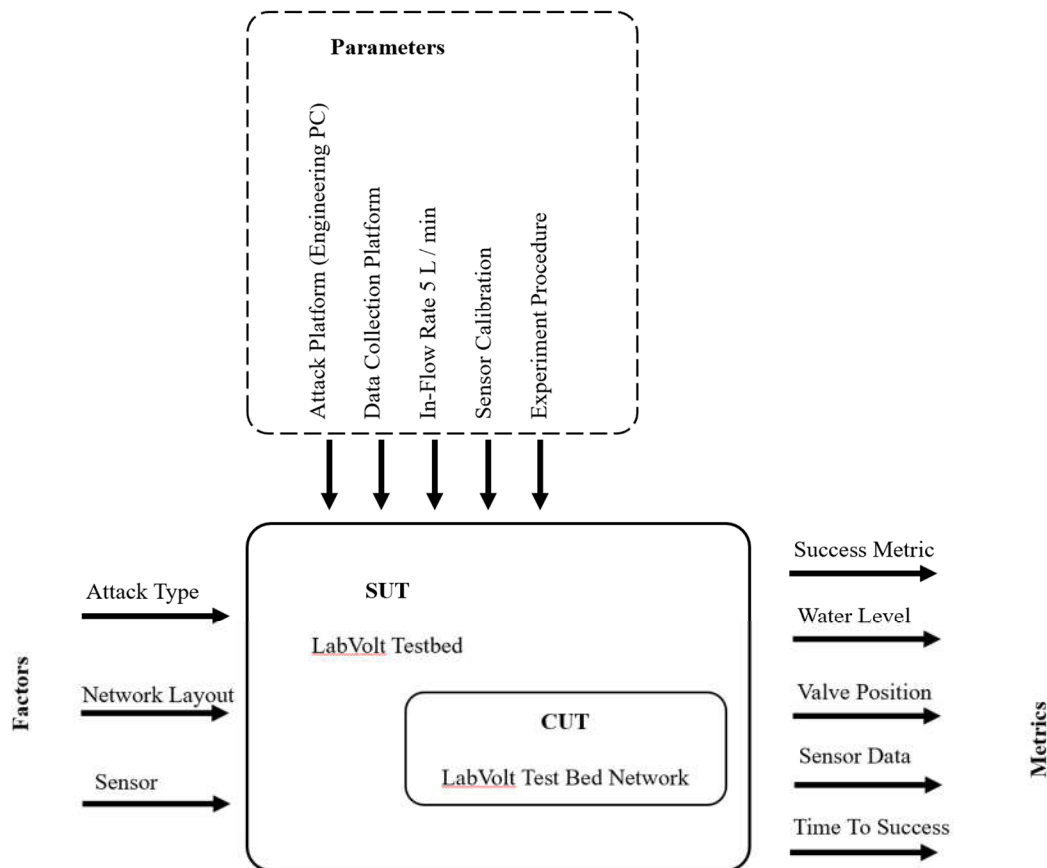 Parameters
Attack Platform (Engineering PC)
Data Collection Platform
In-Flow Rate 5 L / min
Sensor Calibration
Experiment Procedure
Factors
Attack Type
Network Layout
Sensor
SUT
LabVolt Testbed
CUT
LabVolt Test Bed Network
Success Metric
Water Level
Valve Position
Sensor Data
Time To Success
Metrics